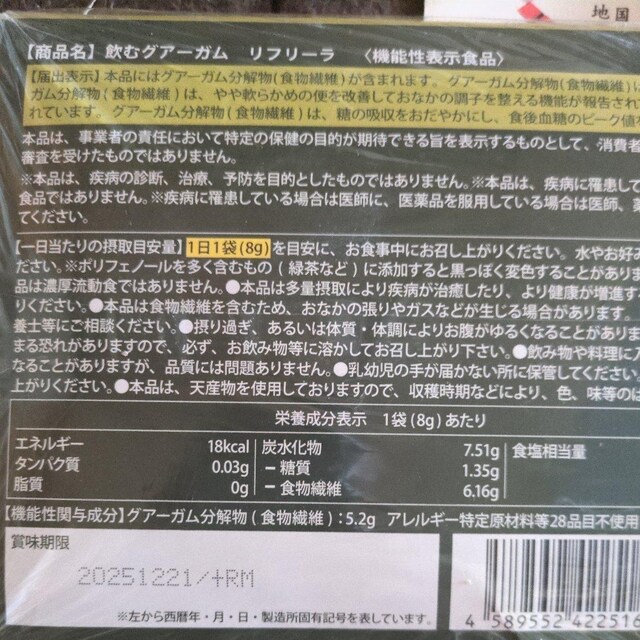 地国
【商品名】飲むグアーガム リフリーラ 〈機能性表示食品〉
【届出表示】本品にはグアーガム分解物(食物繊維)が含まれます。グアーガム分解物(食物繊維)に
ガム分解物(食物繊維)は、やや軟らかめの便を改善しておなかの調子を整える機能が報告され
れています。グアーガム分解物(食物繊維)は、糖の吸収をおだやかにし、食後血糖のピーク値を
本品は、事業者の責任において特定の保健の目的が期待できる旨を表示するものとして、消費者
審査を受けたものではありません。
※本品は、疾病の診断、治療、予防を目的としたものではありません。※本品は、疾病に罹患して
食品ではありません。※疾病に罹患している場合は医師に、医薬品を服用している場合は医師、薬
てください。
【一日当たりの摂取目安量】1日1袋(8g)を目安に、お食事中にお召し上がりください。水やお好み
ださい。※ポリフェノールを多く含むもの(緑茶など)に添加すると黒っぽく変色することがありま
品は濃厚流動食ではありません。●本品は多量摂取により疾病が治癒したり、より健康が増進する
りください。●本品は食物繊維を含むため、おなかの張りやガスなどが生じる場合があります。
養士等にご相談ください。●摂り過ぎ、あるいは体質・体調によりお腹がゆるくなることがありま
まる恐れがありますので、必ず、お飲み物等に溶かしてお召し上がり下さい。●飲み物や料理に入
なることがありますが、品質には問題ありません。●乳幼児の手が届かない所に保管してください。
上がりください。●本品は、天産物を使用しておりますので、収穫時期などにより、色、味等のば
栄養成分表示 1袋(8g)あたり
エネルギー 18kcal 炭水化物 7.51g 食塩相当量
タンパク質 0.03g ー糖質 1.35g
脂質 0g ー食物繊維 6.16g
【機能性関与成分】グアーガム分解物(食物繊維):5.2g アレルギー特定原材料等28品目不使用
賞味期限
20251221/+RM
※左から西暦年・月・日・製造所固有記号を表しています。
4 589552 422516